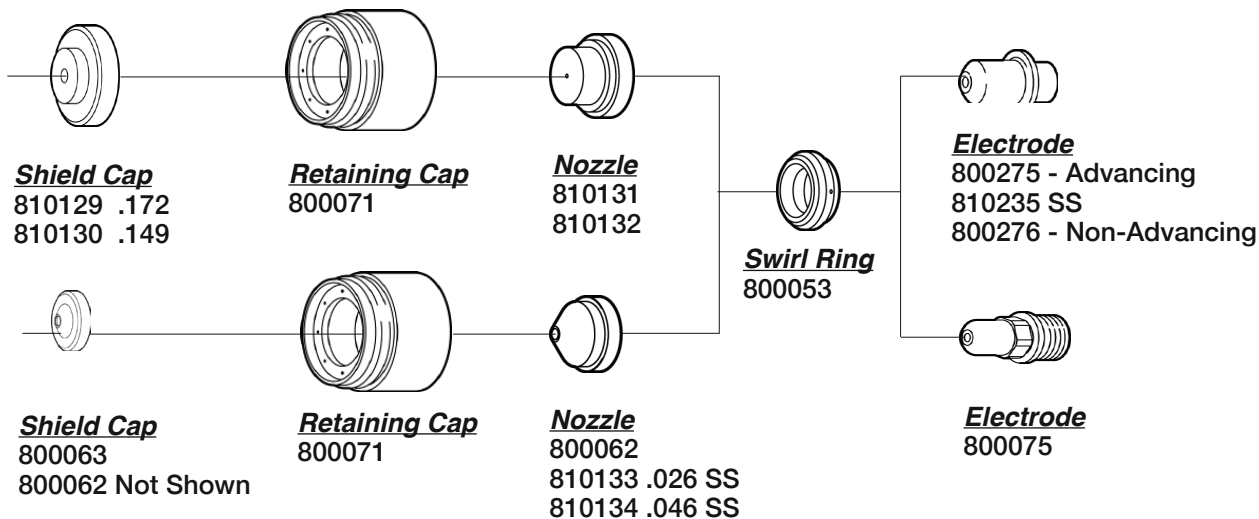 Shield Cap
810129 .172
810130 .149
Retaining Cap
800071
Nozzle
810131
810132
Swirl Ring
800053
Electrode
800275 - Advancing
810235 SS
800276 - Non-Advancing
Shield Cap
800063
800062 Not Shown
Retaining Cap
800071
Nozzle
800062
810133 .026 SS
810134 .046 SS
Electrode
800075